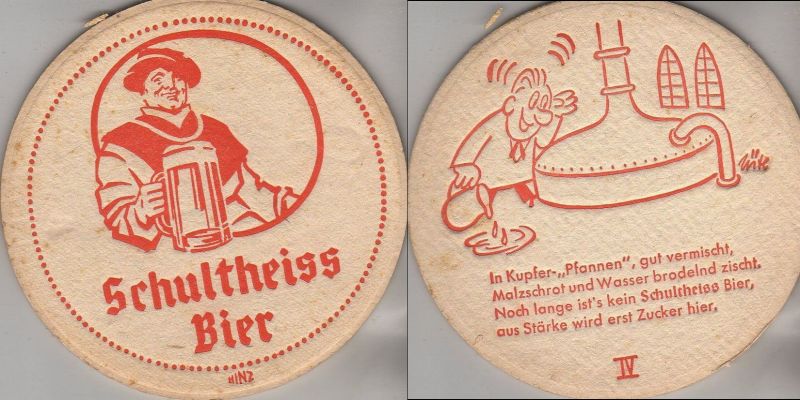 Schultheiss
Bier
HINZ
In Kupfer-„Pfannen“, gut vermischt,
Malzschrot und Wasser brodelnd zischt.
Noch lange ist's kein Schultheiss Bier,
aus Stärke wird erst Zucker hier.
IV